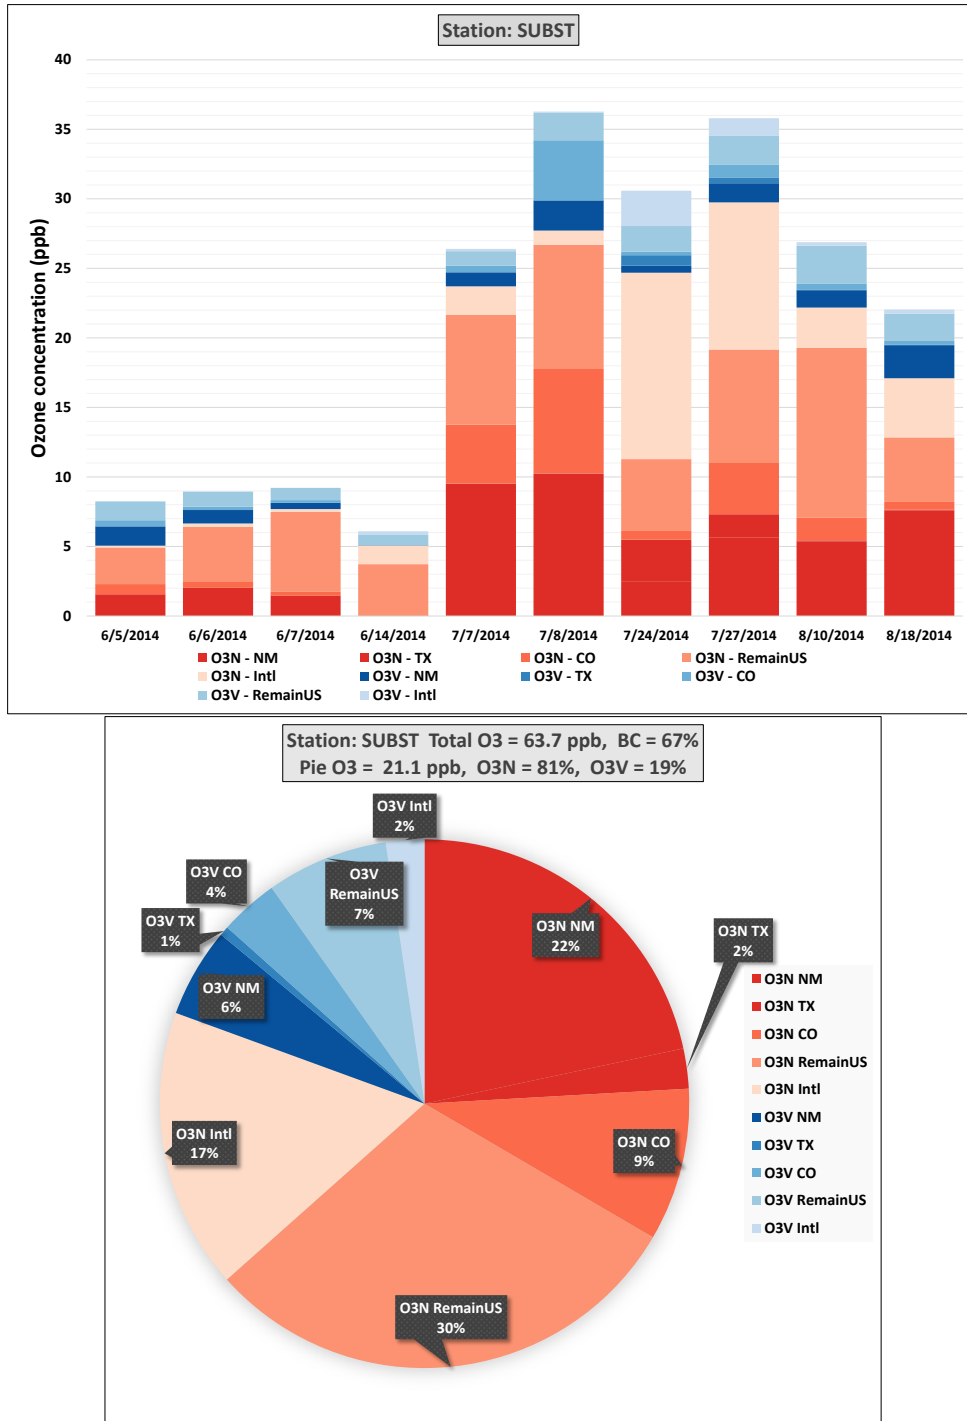 Station: SUBST
Ozone concentration (ppb)
40
35
30
25
20
15
10
5
0
6/5/2014 6/6/2014 6/7/2014 6/14/2014 7/7/2014 7/8/2014 7/24/2014 7/27/2014 8/10/2014 8/18/2014
O3N - NM O3N - TX O3N - CO O3N - RemainUS
O3N - Intl O3V - NM O3V - TX O3V - CO
O3V - RemainUS O3V - Intl
Station: SUBST Total O3 = 63.7 ppb, BC = 67%
Pie O3 = 21.1 ppb, O3N = 81%, O3V = 19%
O3V Intl
2%
O3V CO
4%
O3V
RemainUS
7%
O3V TX
1%
O3N NM
22%
O3N TX
2%
O3V NM
6%
O3N Intl
17%
O3N CO
9%
O3N RemainUS
30%
O3N NM
O3N TX
O3N CO
O3N RemainUS
O3N Intl
O3V NM
O3V TX
O3V CO
O3V RemainUS
O3V Intl